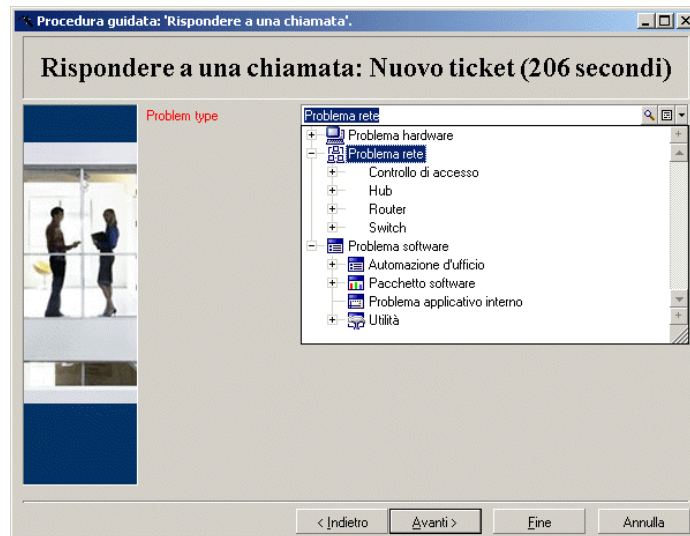 Procedura guidata: 'Rispondere a una chiamata'.
Rispondere a una chiamata: Nuovo ticket (206 secondi)
Problem type
Problema rete
Problema hardware
Problema rete
Controllo di accesso
Hub
Router
Switch
Problema software
Automazione d'ufficio
Pacchetto software
Problema applicativo interno
Utilità
< Indietro
Avanti >
Fine
Annulla